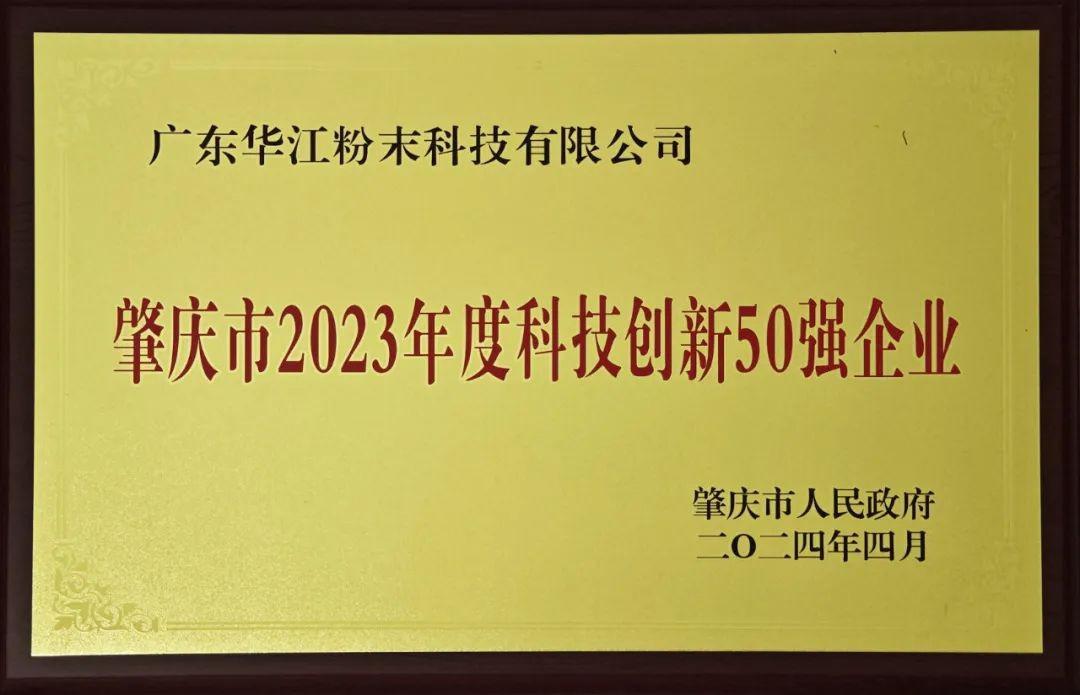 广东华江粉末科技有限公司
肇庆市2023年度科技创新50强企业
肇庆市人民政府
二O二四年四月